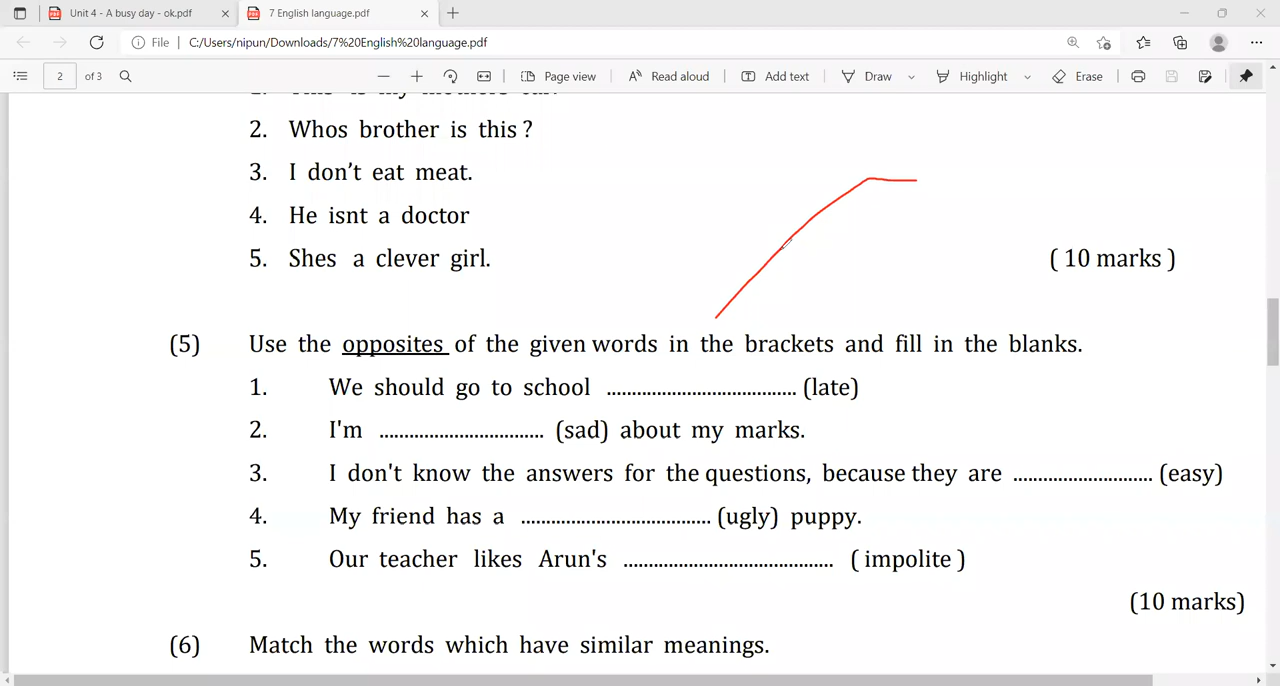 Unit 4 - A busy day - ok.pdf
7 English language.pdf
File C:/Users/nipun/Downloads/7%20English%20language.pdf
2 of 3 Page view Read aloud Add text Draw Highlight Erase
2. Whos brother is this ?
3. I don’t eat meat.
4. He isnt a doctor
5. Shes a clever girl. ( 10 marks )
(5) Use the opposites of the given words in the brackets and fill in the blanks.
1. We should go to school ...................................... (late)
2. I'm ................................. (sad) about my marks.
3. I don't know the answers for the questions, because they are ............................ (easy)
4. My friend has a ...................................... (ugly) puppy.
5. Our teacher likes Arun's .......................................... ( impolite )
(10 marks)
(6) Match the words which have similar meanings.